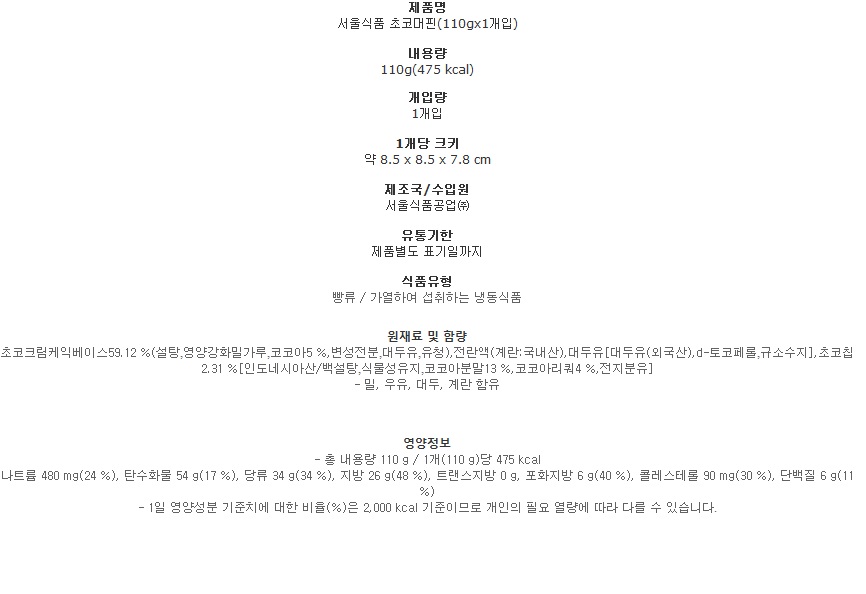 제품명
서울식품 초코머핀(110gx1개입)
내용량
110g(475 kcal)
개입량
1개입
1개당 크키
약 8.5 x 8.5 x 7.8 cm
제조국/수입원
서울식품공업㈜
유통기한
제품별도 표기일까지
식품유형
빵류 / 가열하여 섭취하는 냉동식품
원재료 및 함량
초코크림케익베이스59.12 %(설탕,영양강화밀가루,코코아5 %,변성전분,대두유,유청),전란액(계란:국내산),대두유[대두유(외국산),d-토코페롤,규소수지],초코칩
2.31 %[인도네시아산/백설탕,식물성유지,코코아분말13 %,코코아리쿼4 %,전지분유]
- 밀, 우유, 대두, 계란 함유
영양정보
- 총 내용량 110 g / 1개(110 g)당 475 kcal
나트륨 480 mg(24 %), 탄수화물 54 g(17 %), 당류 34 g(34 %), 지방 26 g(48 %), 트랜스지방 0 g, 포화지방 6 g(40 %), 콜레스테롤 90 mg(30 %), 단백질 6 g(11
%)
- 1일 영양성분 기준치에 대한 비율(%)은 2,000 kcal 기준이므로 개인의 필요 열량에 따라 다를 수 있습니다.